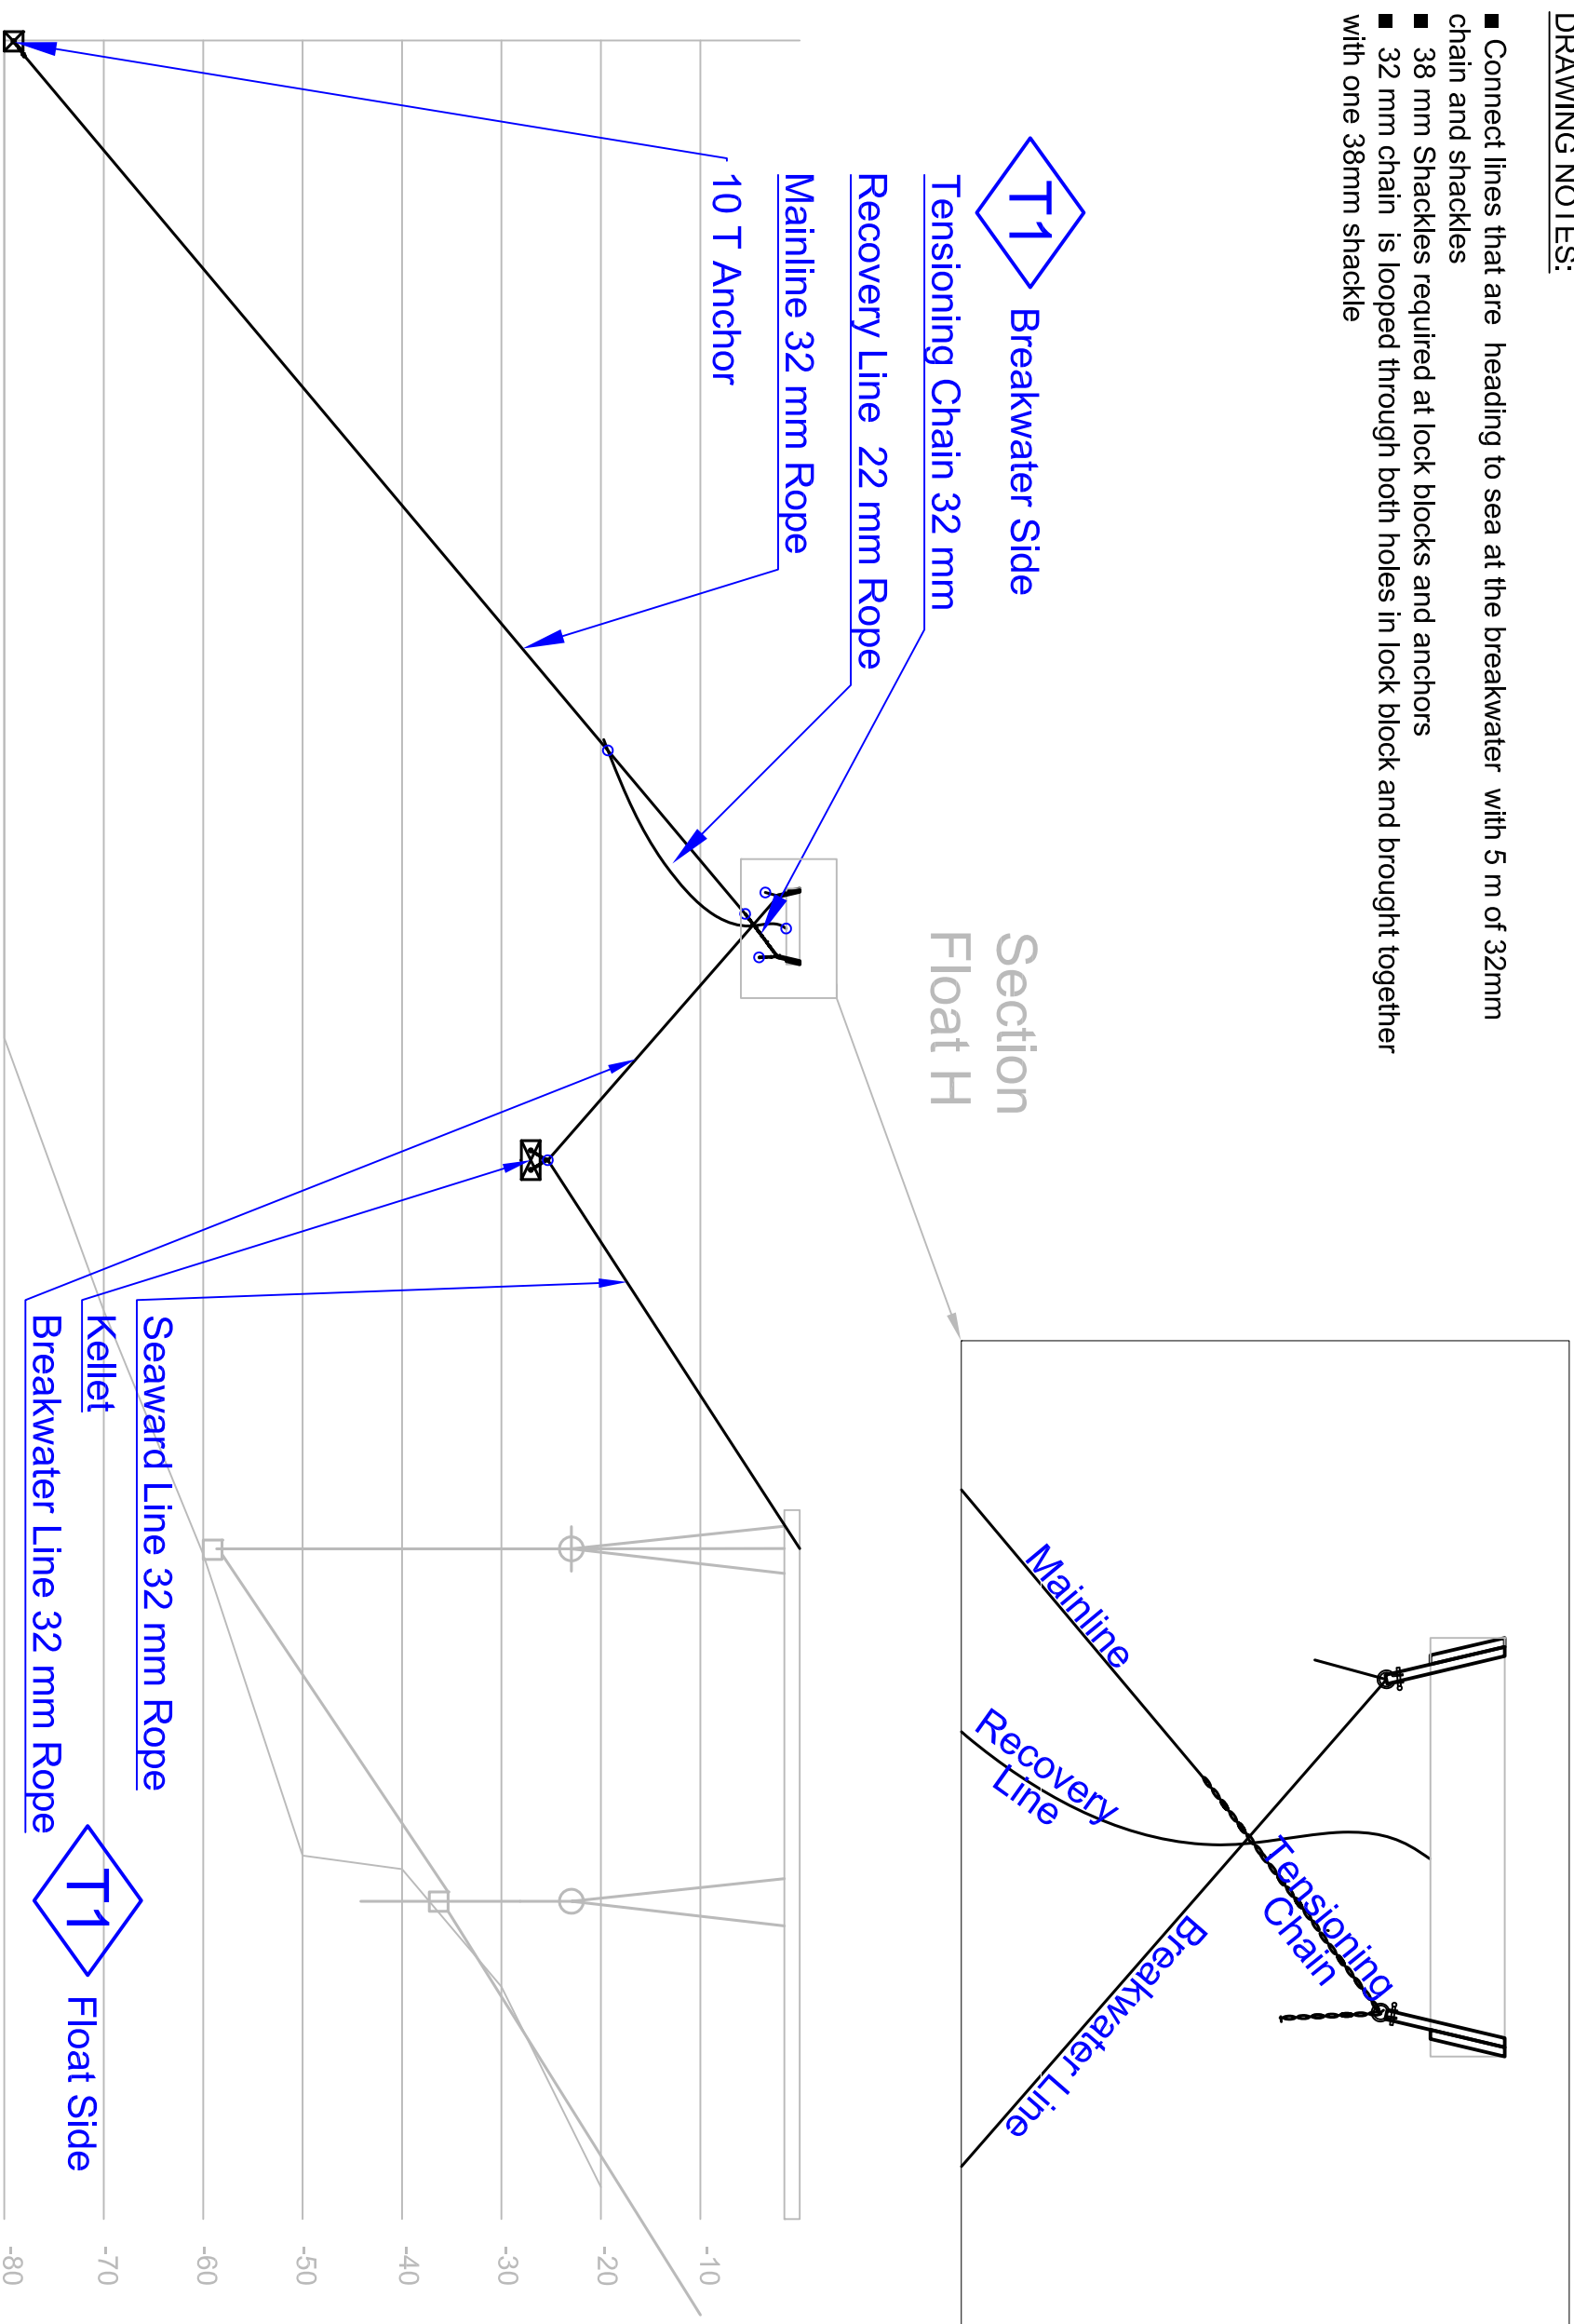 DRAWING NOTES:
■ Connect lines that are heading to sea at the breakwater with 5 m of 32mm
chain and shackles
■ 38 mm Shackles required at lock blocks and anchors
■ 32 mm chain is looped through both holes in lock block and brought together
with one 38mm shackle
T1 Breakwater Side
Tensioning Chain 32 mm
Recovery Line 22 mm Rope
Mainline 32 mm Rope
10 T Anchor
Section
Float H
Mainline
Recovery
Line
Tensioning
Chain
Breakwater Line
Seaward Line 32 mm Rope
Kellet
Breakwater Line 32 mm Rope
T1 Float Side
-10
-20
-30
-40
-50
-60
-70
-80